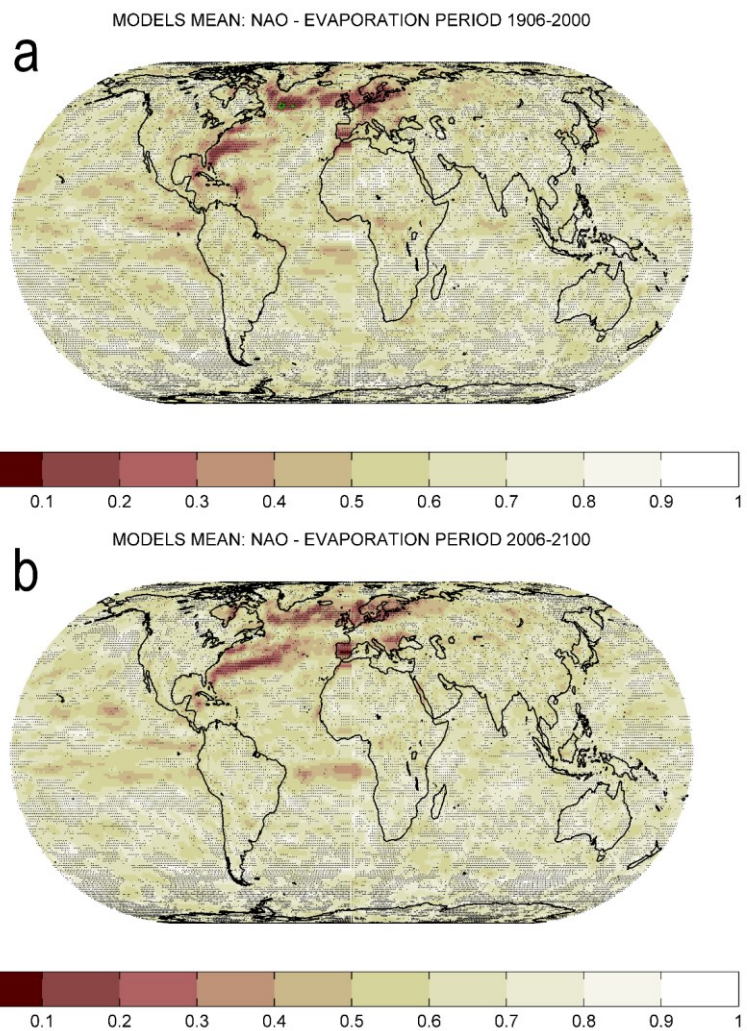 MODELS MEAN: NAO - EVAPORATION PERIOD 1906-2000
a
0.1 0.2 0.3 0.4 0.5 0.6 0.7 0.8 0.9 1
MODELS MEAN: NAO - EVAPORATION PERIOD 2006-2100
b
0.1 0.2 0.3 0.4 0.5 0.6 0.7 0.8 0.9 1